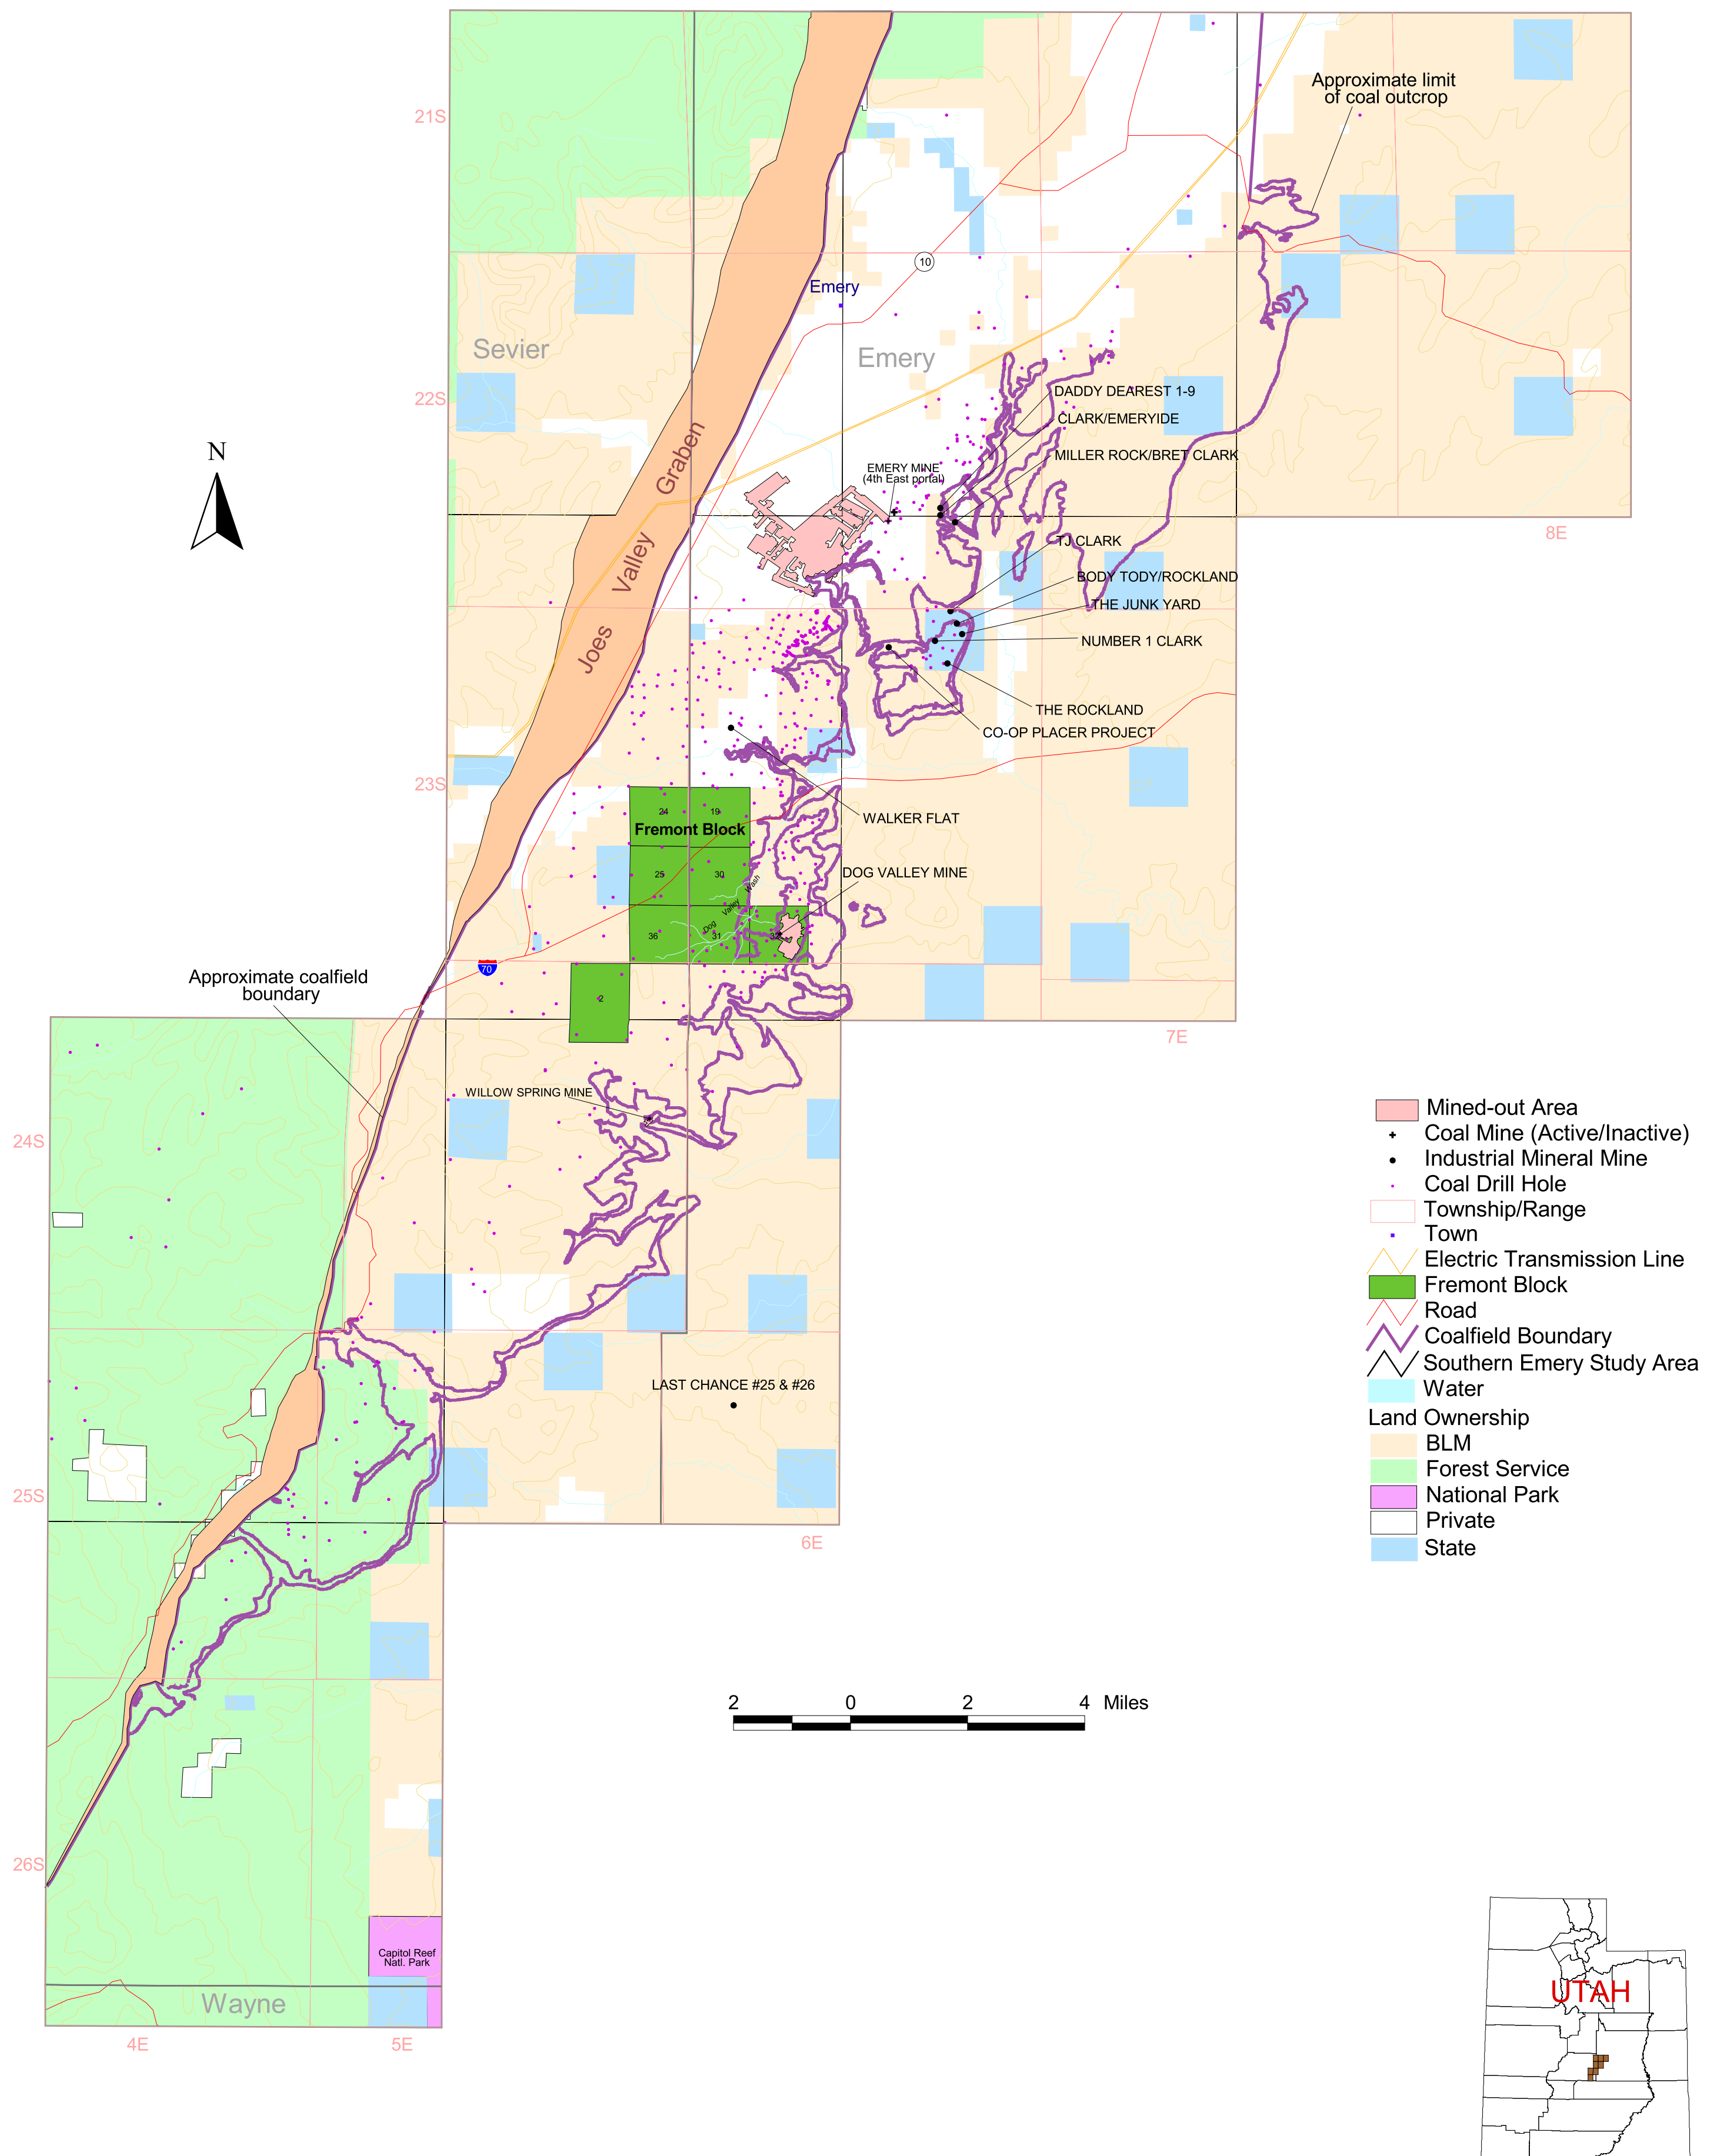 Approximate limit
of coal outcrop
21S
10
Emery
Sevier
Emery
22S
DADDY DEAREST 1-9
CLARK/EMERYIDE
MILLER ROCK/BRET CLARK
N
EMERY MINE
(4th East portal)
Joes Valley Graben
8E
TJ CLARK
BODY TODY/ROCKLAND
THE JUNK YARD
NUMBER 1 CLARK
THE ROCKLAND
CO-OP PLACER PROJECT
23S
24 19
WALKER FLAT
Fremont Block
DOG VALLEY MINE
25 30
Dog Valley Wash
36 31 32
70
Approximate coalfield
boundary
2
7E
WILLOW SPRING MINE
24S
Mined-out Area
Coal Mine (Active/Inactive)
Industrial Mineral Mine
Coal Drill Hole
Township/Range
Town
Electric Transmission Line
Fremont Block
Road
Coalfield Boundary
Southern Emery Study Area
Water
Land Ownership
BLM
Forest Service
National Park
Private
State
LAST CHANCE #25 & #26
25S
6E
2 0 2 4 Miles
26S
Capitol Reef
Natl. Park
Wayne
4E 5E
UTAH